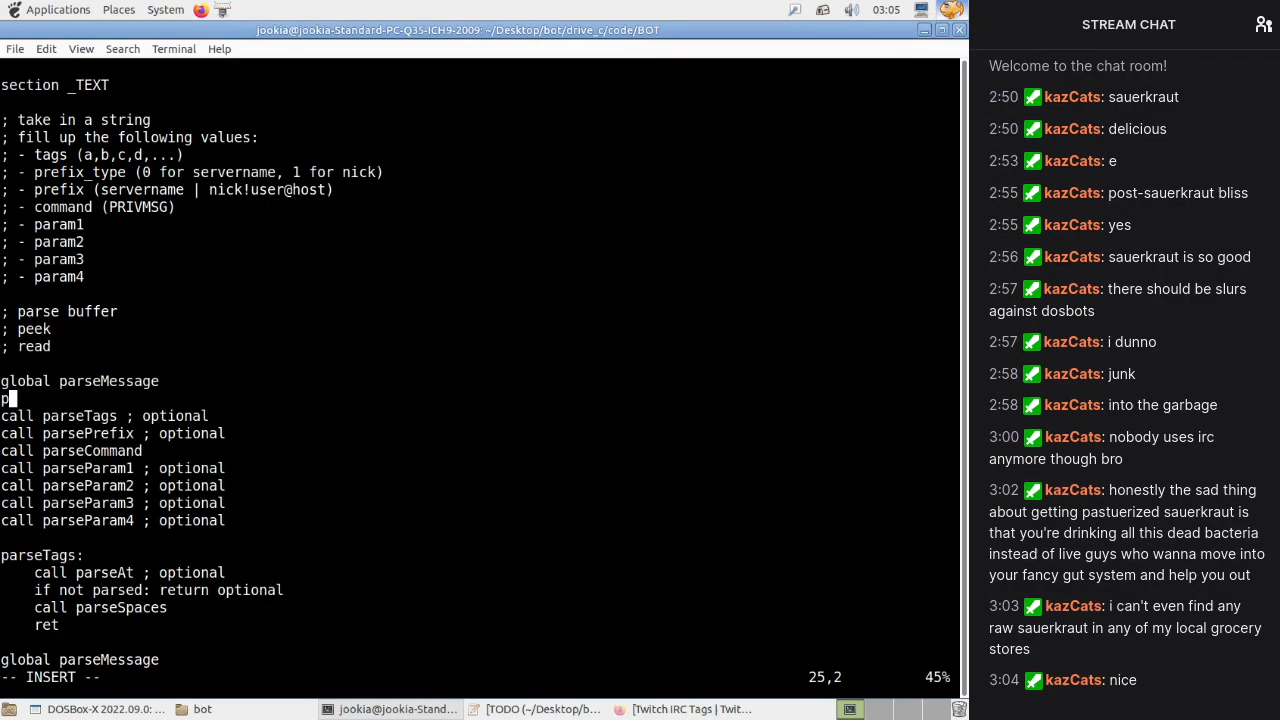 Applications Places System 03:05
jookia@jookia-Standard-PC-Q35-ICH9-2009: ~/Desktop/bot/drive_c/code/BOT
File Edit View Search Terminal Help
section _TEXT
; take in a string
; fill up the following values:
; - tags (a,b,c,d,...)
; - prefix_type (0 for servername, 1 for nick)
; - prefix (servername | nick!user@host)
; - command (PRIVMSG)
; - param1
; - param2
; - param3
; - param4
; parse buffer
; peek
; read
global parseMessage
p
call parseTags ; optional
call parsePrefix ; optional
call parseCommand
call parseParam1 ; optional
call parseParam2 ; optional
call parseParam3 ; optional
call parseParam4 ; optional
parseTags:
call parseAt ; optional
if not parsed: return optional
call parseSpaces
ret
global parseMessage
-- INSERT -- 25,2 45%
DOSBox-X 2022.09.0: ... bot jookia@jookia-Stand... [TODO (~/Desktop/b... [Twitch IRC Tags | Twit...
STREAM CHAT
Welcome to the chat room!
2:50 kazCats: sauerkraut
2:50 kazCats: delicious
2:53 kazCats: e
2:55 kazCats: post-sauerkraut bliss
2:55 kazCats: yes
2:56 kazCats: sauerkraut is so good
2:57 kazCats: there should be slurs
against dosbots
2:57 kazCats: i dunno
2:58 kazCats: junk
2:58 kazCats: into the garbage
3:00 kazCats: nobody uses irc
anymore though bro
3:02 kazCats: honestly the sad thing
about getting pastuerized sauerkraut is
that you're drinking all this dead bacteria
instead of live guys who wanna move into
your fancy gut system and help you out
3:03 kazCats: i can't even find any
raw sauerkraut in any of my local grocery
stores
3:04 kazCats: nice